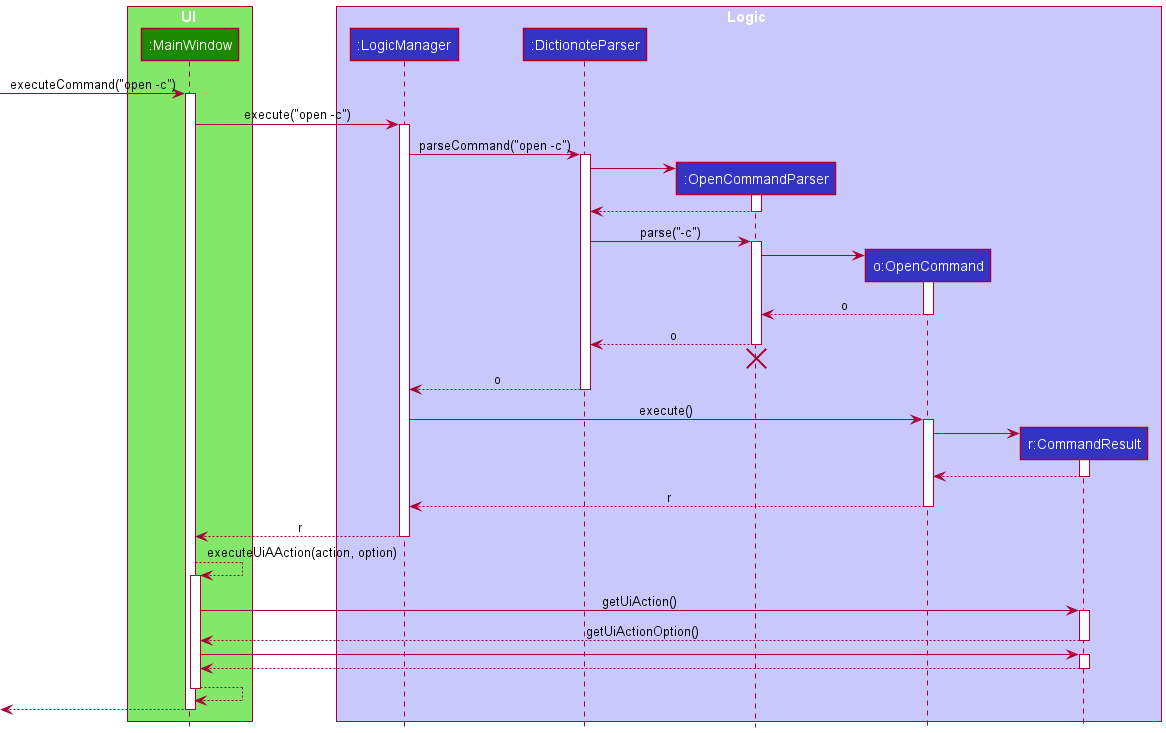 UI
Logic
:MainWindow
:LogicManager
:DictionoteParser
executeCommand("open -c")
execute("open -c")
parseCommand("open -c")
:OpenCommandParser
parse("-c")
o:OpenCommand
o
o
o
execute()
r:CommandResult
r
r
executeUiAAction(action, option)
getUiAction()
getUiActionOption()